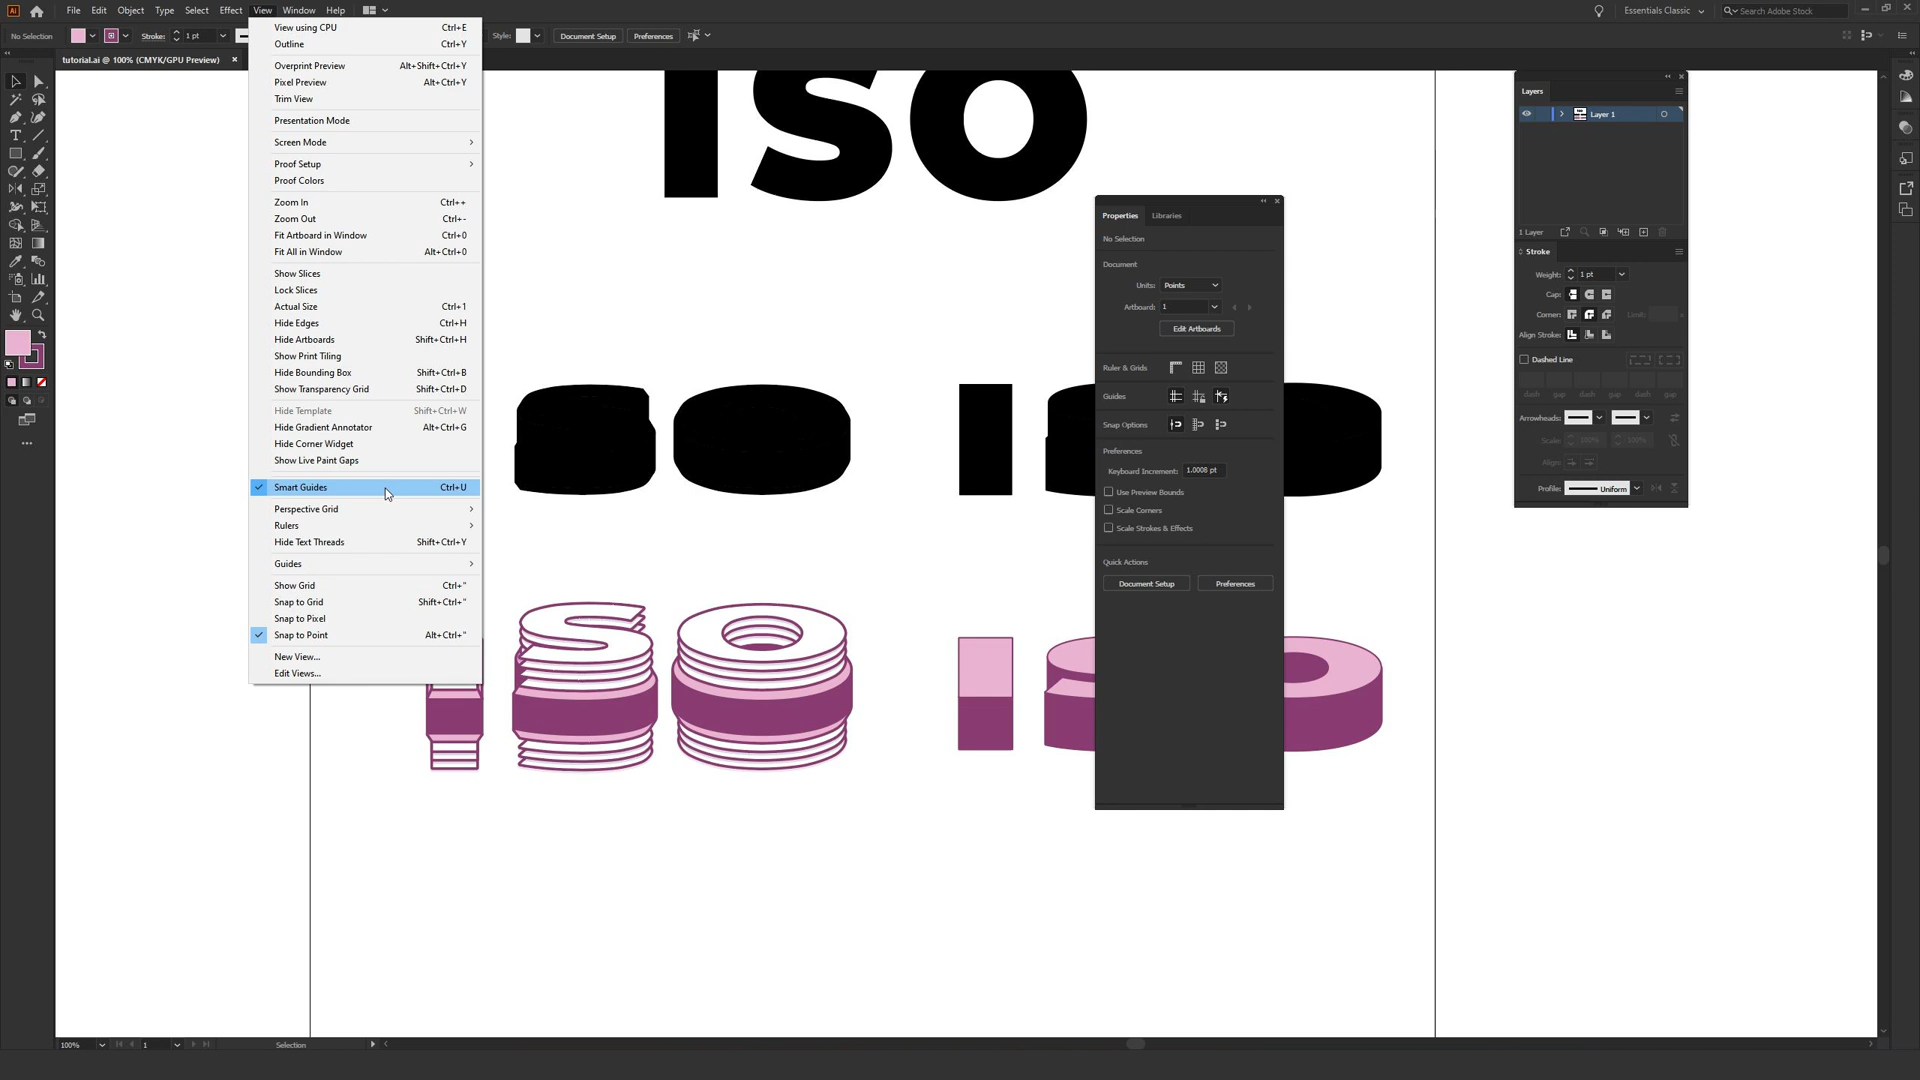 Ai File Edit Object Type Select Effect View Window Help Essentials Classic Search Adobe Stock
No Selection Stroke: 1 pt Style: Document Setup Preferences
tutorial.ai @ 100% (CMYK/GPU Preview)
View using CPU Ctrl+E
Outline Ctrl+Y
Overprint Preview Alt+Shift+Ctrl+Y
Pixel Preview Alt+Ctrl+Y
Trim View
Presentation Mode
Screen Mode
Proof Setup
Proof Colors
Zoom In Ctrl++
Zoom Out Ctrl+-
Fit Artboard in Window Ctrl+0
Fit All in Window Alt+Ctrl+0
Show Slices
Lock Slices
Actual Size Ctrl+1
Hide Edges Ctrl+H
Hide Artboards Shift+Ctrl+H
Show Print Tiling
Hide Bounding Box Shift+Ctrl+B
Show Transparency Grid Shift+Ctrl+D
Hide Template Shift+Ctrl+W
Hide Gradient Annotator Alt+Ctrl+G
Hide Corner Widget
Show Live Paint Gaps
Smart Guides Ctrl+U
Perspective Grid
Rulers
Hide Text Threads Shift+Ctrl+Y
Guides
Show Grid Ctrl+"
Snap to Grid Shift+Ctrl+"
Snap to Pixel
Snap to Point Alt+Ctrl+"
New View...
Edit Views...
Iso
ISO
ISO
Properties Libraries
No Selection
Document
Units: Points
Artboard: 1
Edit Artboards
Ruler & Grids
Guides
Snap Options
Preferences
Keyboard Increment: 1.0008 pt
Use Preview Bounds
Scale Corners
Scale Strokes & Effects
Quick Actions
Document Setup Preferences
Layers
Layer 1
1 Layer
Stroke
Weight: 1 pt
Cap:
Corner: Limit:
Align Stroke:
Dashed Line
dash gap dash gap dash gap
Arrowheads:
Scale: 100% 100%
Align:
Profile: Uniform
100% 1 Selection